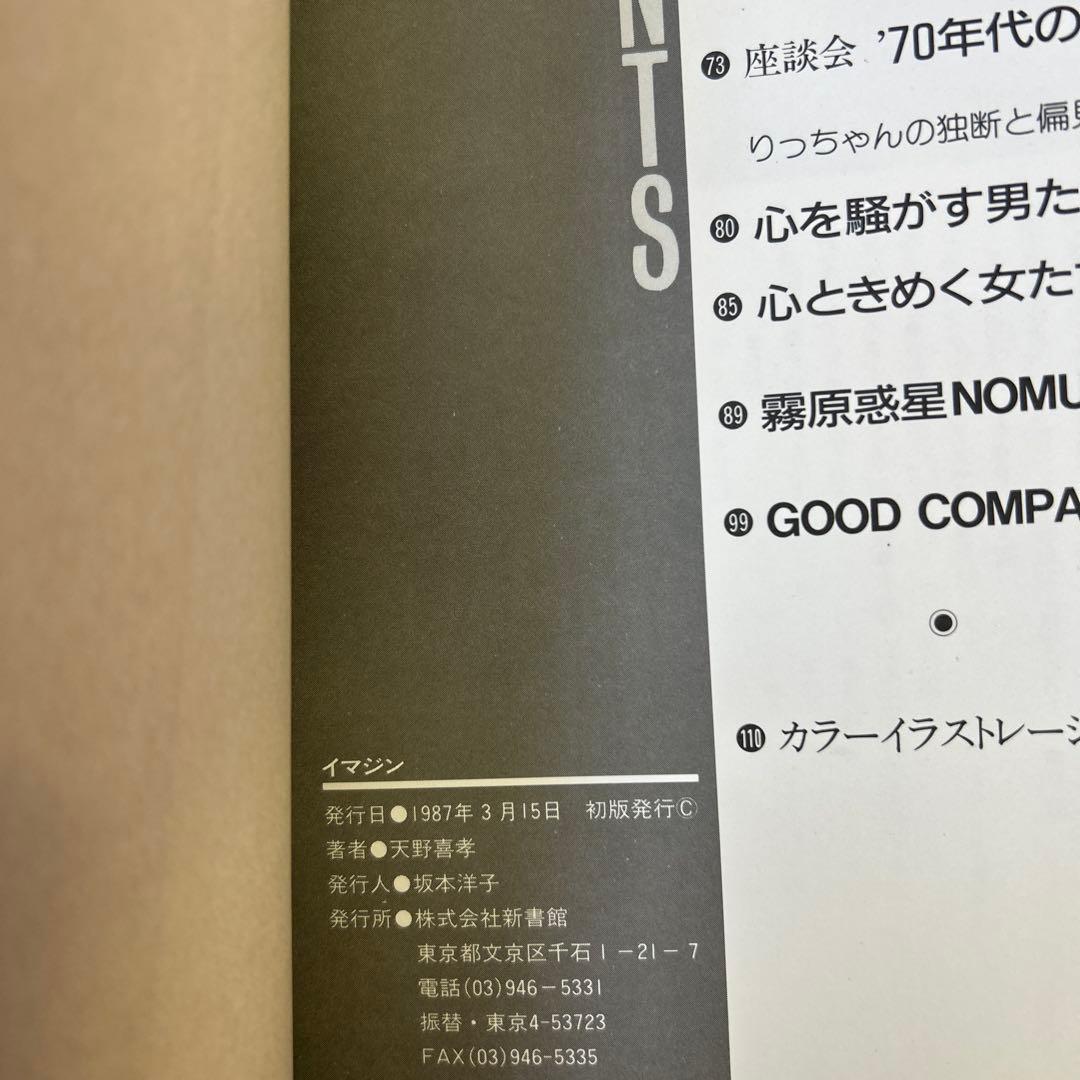 NTS
73 座談会 '70年代の
りっちゃんの独断と偏見
80 心を騒がす男た
85 心ときめく女た
89 霧原惑星NOMU
99 GOOD COMPA
◉
110 カラーイラストレーシ
イマジン
発行日●1987年3月15日 初版発行©
著者●天野喜孝
発行人●坂本洋子
発行所●株式会社新書館
東京都文京区千石1-21-7
電話(03)946-5331
振替・東京4-53723
FAX(03)946-5335